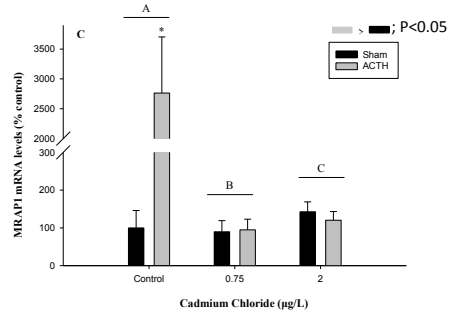 A
> ; P<0.05
C
*
Sham
ACTH
3500
3000
2500
2000
300
200
100
0
MRAP1 mRNA levels (% control)
B
C
Control
0.75
2
Cadmium Chloride (µg/L)